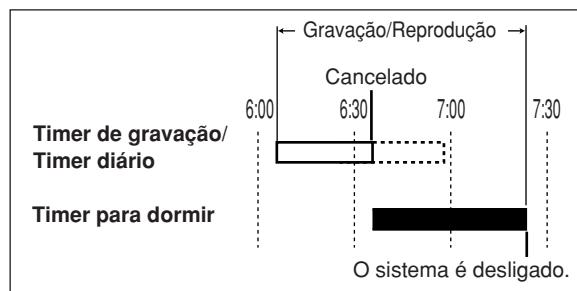 Gravação/Reprodução
Cancelado
6:00 6:30 7:00 7:30
Timer de gravação/
Timer diário
Timer para dormir
O sistema é desligado.